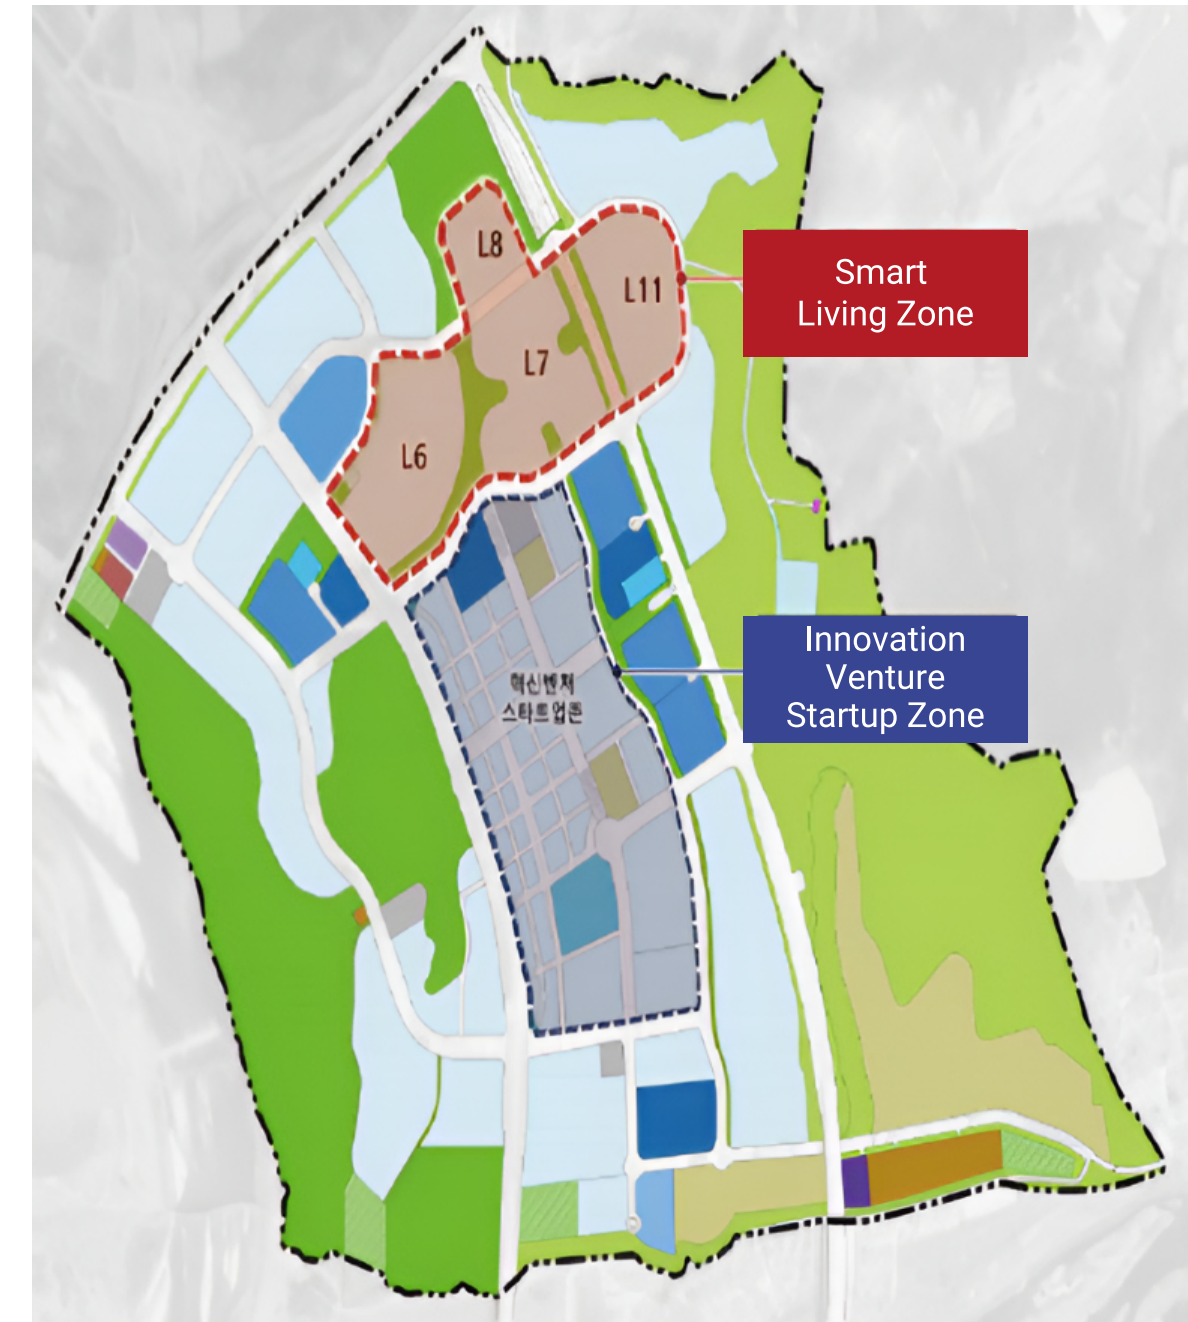 L8
L11
Smart
Living Zone
L7
L6
Innovation
Venture
Startup Zone
혁신벤처
스타트업존